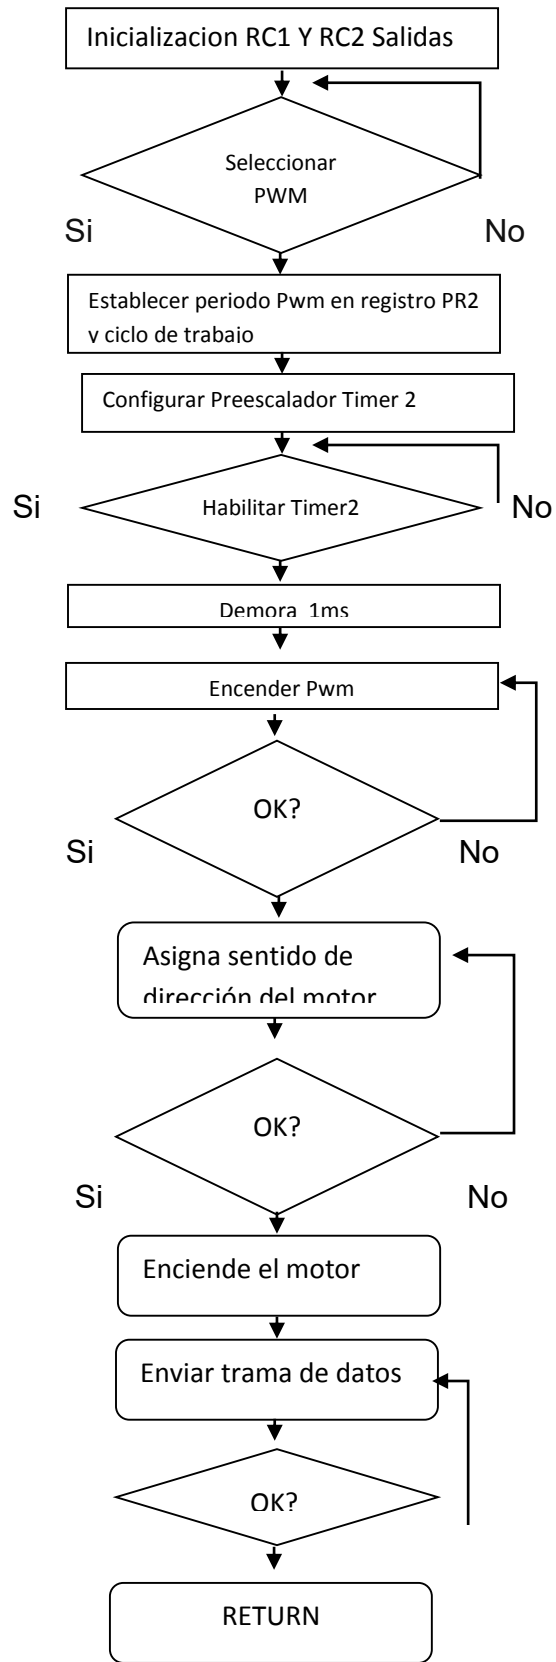 Inicializacion RC1 Y RC2 Salidas
Seleccionar
PWM
Si
No
Establecer periodo Pwm en registro PR2
y ciclo de trabajo
Configurar Preescalador Timer 2
Si
Habilitar Timer2
No
Demora 1ms
Encender Pwm
OK?
Si
No
Asigna sentido de
dirección del motor
OK?
Si
No
Enciende el motor
Enviar trama de datos
OK?
RETURN